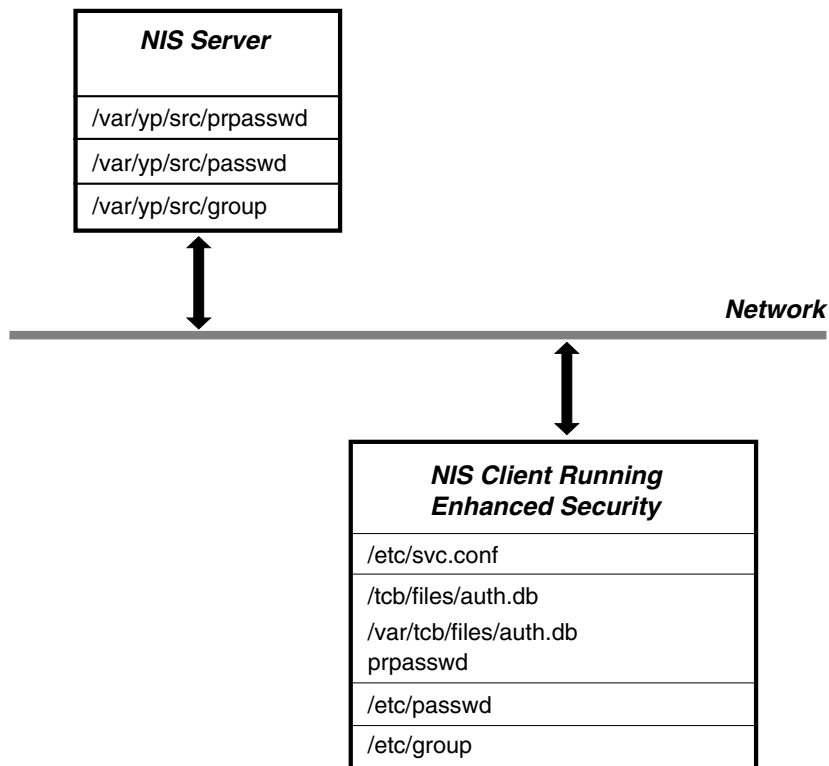 NIS Server
/var/yp/src/prpasswd
/var/yp/src/passwd
/var/yp/src/group
Network
NIS Client Running
Enhanced Security
/etc/svc.conf
/tcb/files/auth.db
/var/tcb/files/auth.db
prpasswd
/etc/passwd
/etc/group